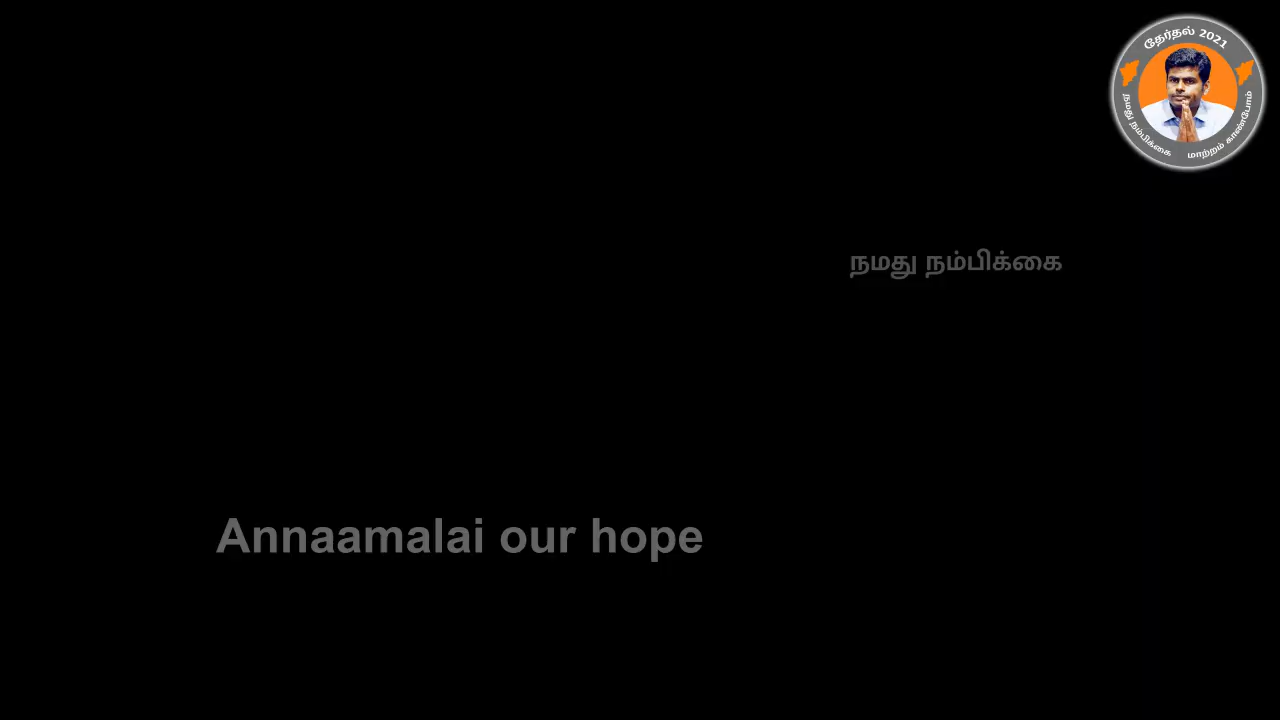 தேர்தல் 2021
நமது நம்பிக்கை
மாற்றம் காண்போம்
நமது நம்பிக்கை
Annaamalai our hope